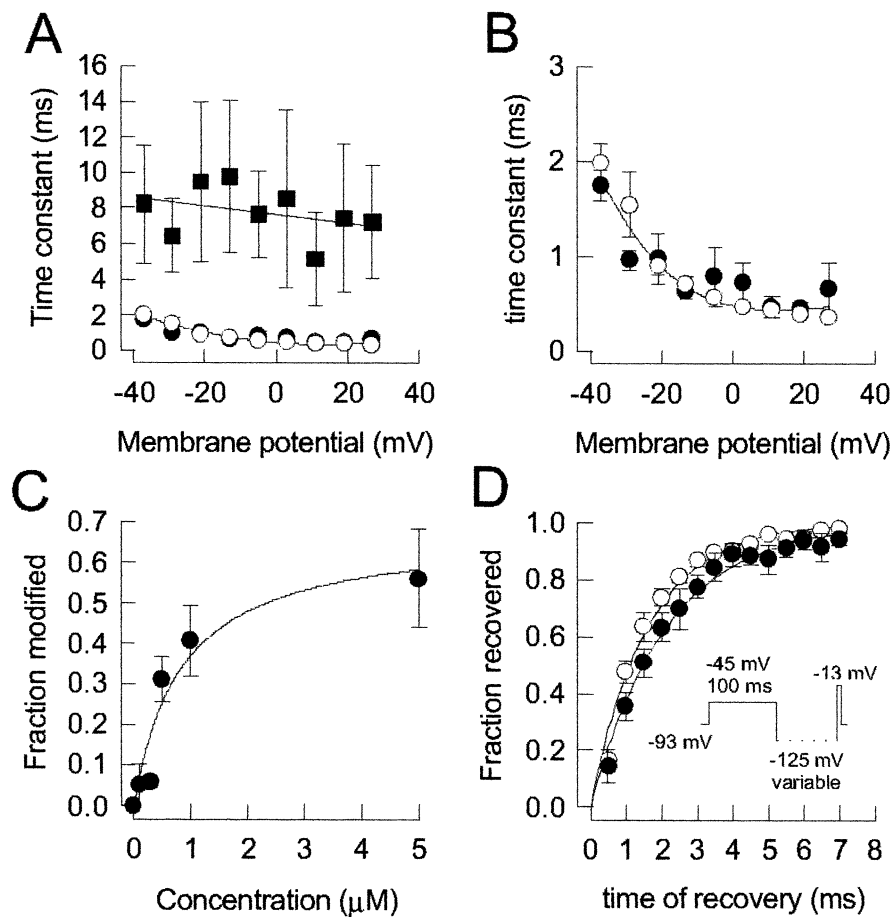 A
Time constant (ms)
16
14
12
10
8
6
4
2
0
-40
-20
0
20
40
Membrane potential (mV)
B
time constant (ms)
3
2
1
0
-40
-20
0
20
40
Membrane potential (mV)
C
Fraction modified
0.7
0.6
0.5
0.4
0.3
0.2
0.1
0.0
0
1
2
3
4
5
Concentration (μM)
D
Fraction recovered
1.0
0.8
0.6
0.4
0.2
0.0
-45 mV
100 ms
-13 mV
-93 mV
-125 mV
variable
0
1
2
3
4
5
6
7
8
time of recovery (ms)